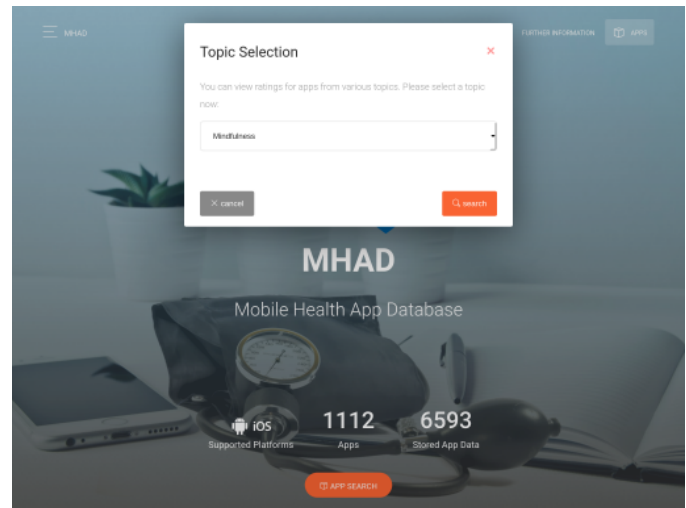 MHAD
FURTHER INFORMATION
APPS
Topic Selection
×
You can view ratings for apps from various topics. Please select a topic
now:
Mindfulness
× cancel
search
MHAD
Mobile Health App Database
iOS
1112
6593
Supported Platforms
Apps
Stored App Data
APP SEARCH